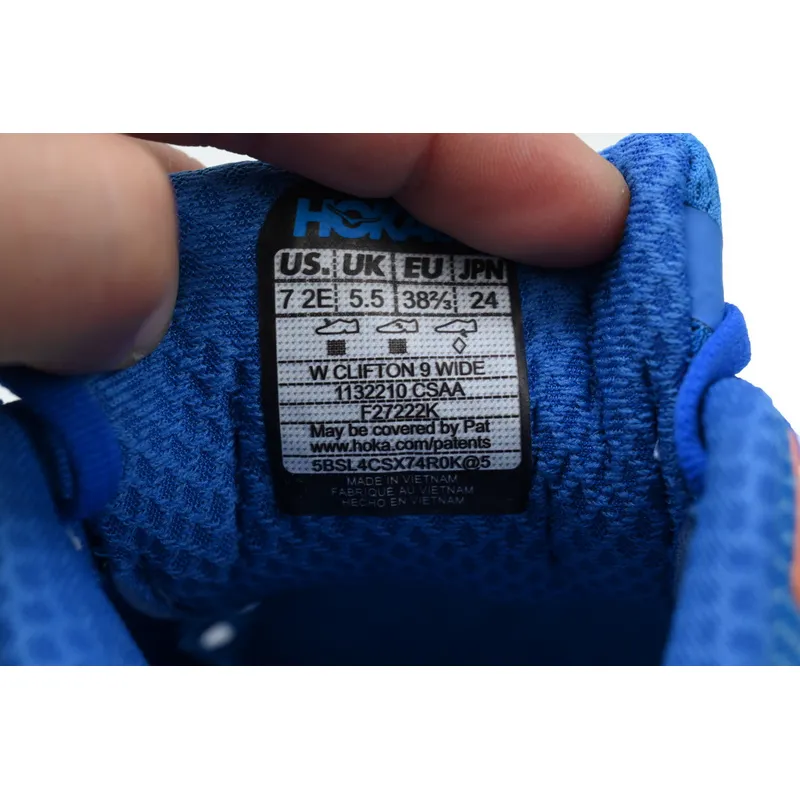 HOKA
US. UK EU JPN
7 2E 5.5 38⅔ 24
W CLIFTON 9 WIDE
1132210 CSAA
F27222K
May be covered by Pat
www.hoka.com/patents
5BSL4CSX74R0K@5
MADE IN VIETNAM
FABRIQUÉ AU VIETNAM
HECHO EN VIETNAM